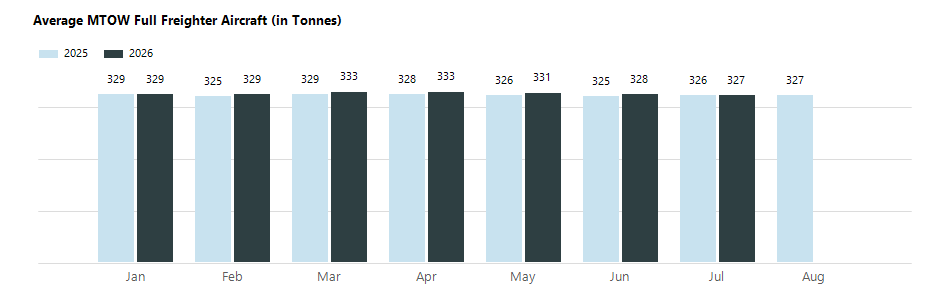 Average MTOW Full Freighter Aircraft (in Tonnes)
2025 2026
329 329 325 329 329 333 328 333 326 331 325 328 326 327 327
Jan Feb Mar Apr May Jun Jul Aug